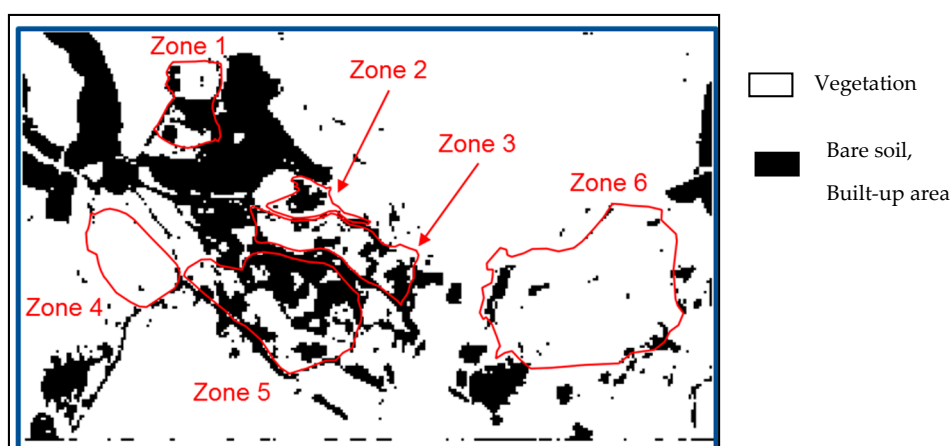 Zone 1
Zone 2
Zone 3
Zone 6
Zone 4
Zone 5
Vegetation
Bare soil,
Built-up area